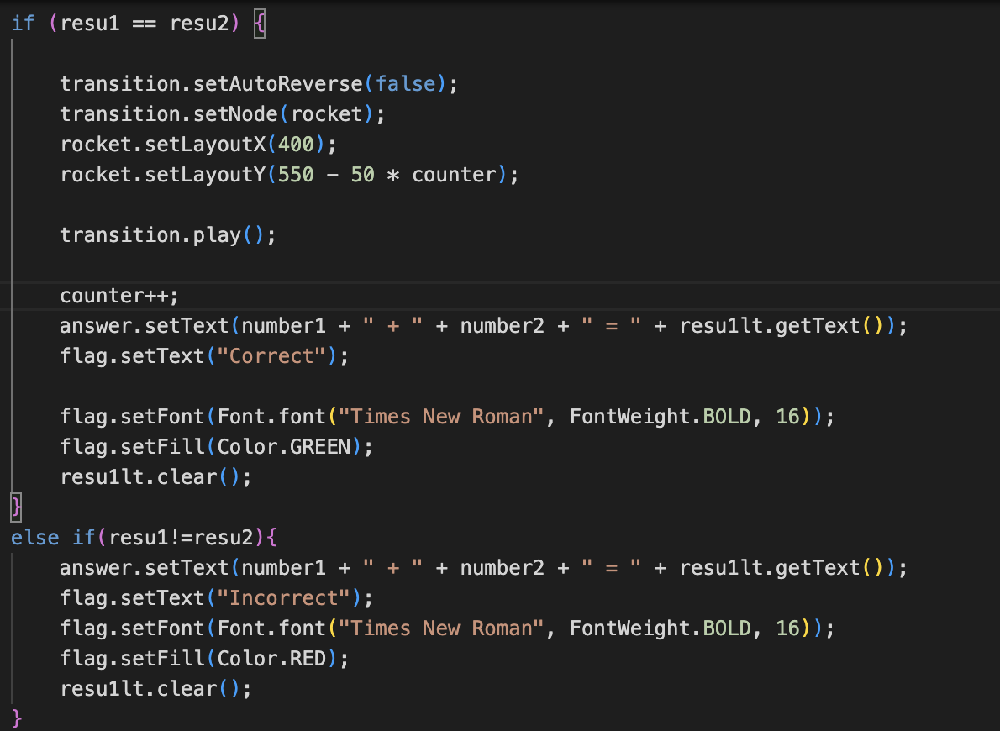 if (resu1 == resu2) {
transition.setAutoReverse(false);
transition.setNode(rocket);
rocket.setLayoutX(400);
rocket.setLayoutY(550 - 50 * counter);
transition.play();
counter++;
answer.setText(number1 + " + " + number2 + " = " + resu1lt.getText());
flag.setText("Correct");
flag.setFont(Font.font("Times New Roman", FontWeight.BOLD, 16));
flag.setFill(Color.GREEN);
resu1lt.clear();
}
else if(resu1!=resu2){
answer.setText(number1 + " + " + number2 + " = " + resu1lt.getText());
flag.setText("Incorrect");
flag.setFont(Font.font("Times New Roman", FontWeight.BOLD, 16));
flag.setFill(Color.RED);
resu1lt.clear();
}